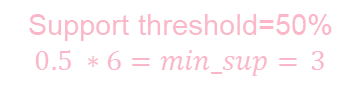 Support threshold=50%
0.5 * 6 = min_sup = 3